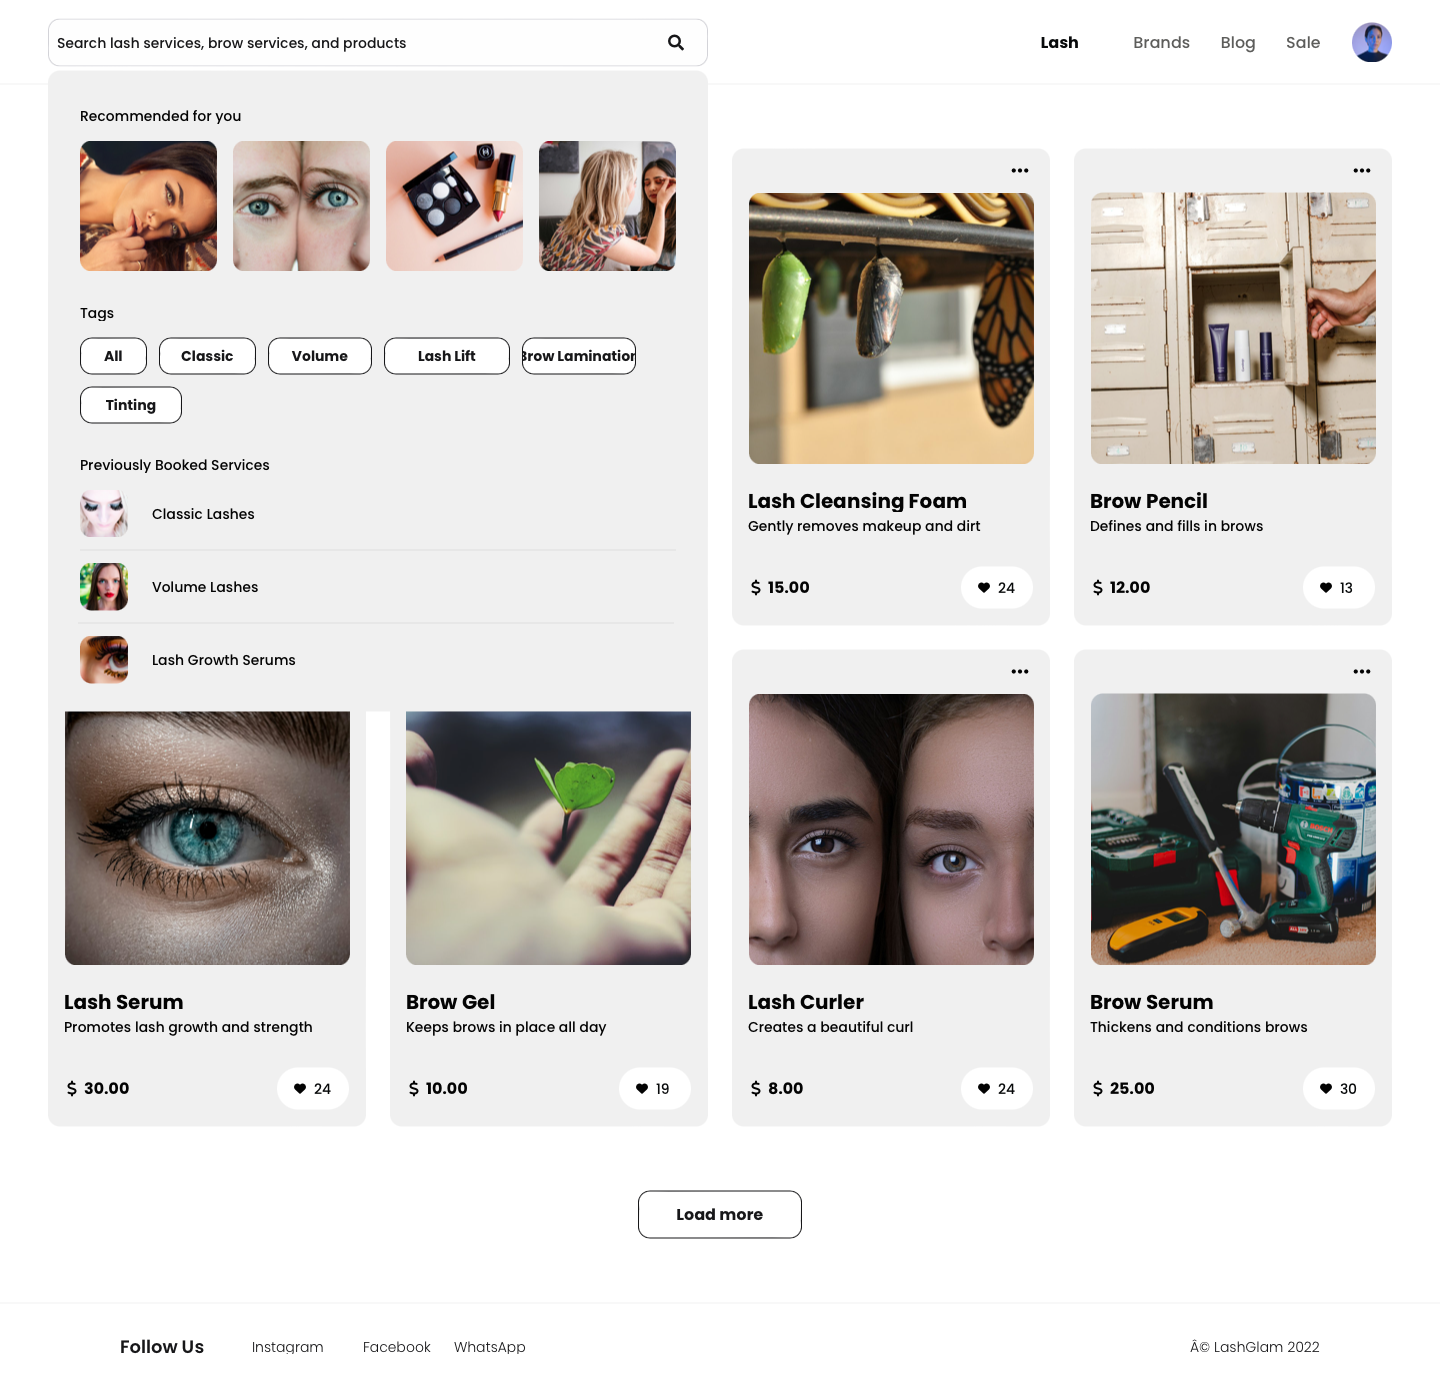 Search lash services, brow services, and products
Lash
Brands
Blog
Sale
Recommended for you
Tags
All
Classic
Volume
Lash Lift
Brow Lamination
Tinting
Previously Booked Services
Classic Lashes
Volume Lashes
Lash Growth Serums
Lash Cleansing Foam
Gently removes makeup and dirt
$ 15.00
24
Brow Pencil
Defines and fills in brows
$ 12.00
13
Lash Serum
Promotes lash growth and strength
$ 30.00
24
Brow Gel
Keeps brows in place all day
$ 10.00
19
Lash Curler
Creates a beautiful curl
$ 8.00
24
Brow Serum
Thickens and conditions brows
$ 25.00
30
Load more
Follow Us
Instagram
Facebook
WhatsApp
Â© LashGlam 2022